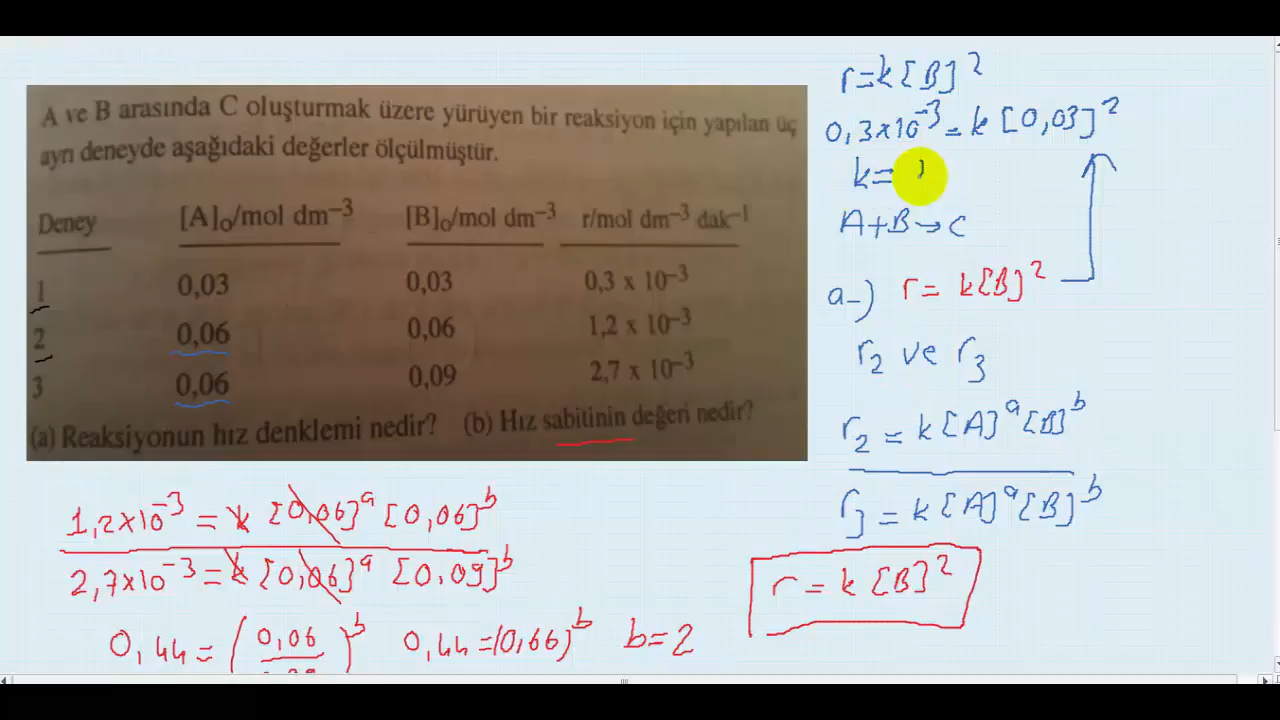 A ve B arasında C oluşturmak üzere yürüyen bir reaksiyon için yapılan üç
ayrı deneyde aşağıdaki değerler ölçülmüştür.
Deney [A]₀/mol dm⁻³ [B]₀/mol dm⁻³ r/mol dm⁻³ dak⁻¹
1 0,03 0,03 0,3 x 10⁻³
2 0,06 0,06 1,2 x 10⁻³
3 0,06 0,09 2,7 x 10⁻³
(a) Reaksiyonun hız denklemi nedir? (b) Hız sabitinin değeri nedir?
r=k[B]²
0,3x10⁻³=k[0,03]²
k=
A+B→C
a-) r=k[B]²
r₂ ve r₃
r₂=k[A]ᵃ[B]ᵇ
r₃=k[A]ᵃ[B]ᵇ
r=k[B]²
1,2x10⁻³=k[0,06]ᵃ[0,06]ᵇ
2,7x10⁻³=k[0,06]ᵃ[0,09]ᵇ
0,44=(0,06)ᵇ 0,44=(0,66)ᵇ b=2